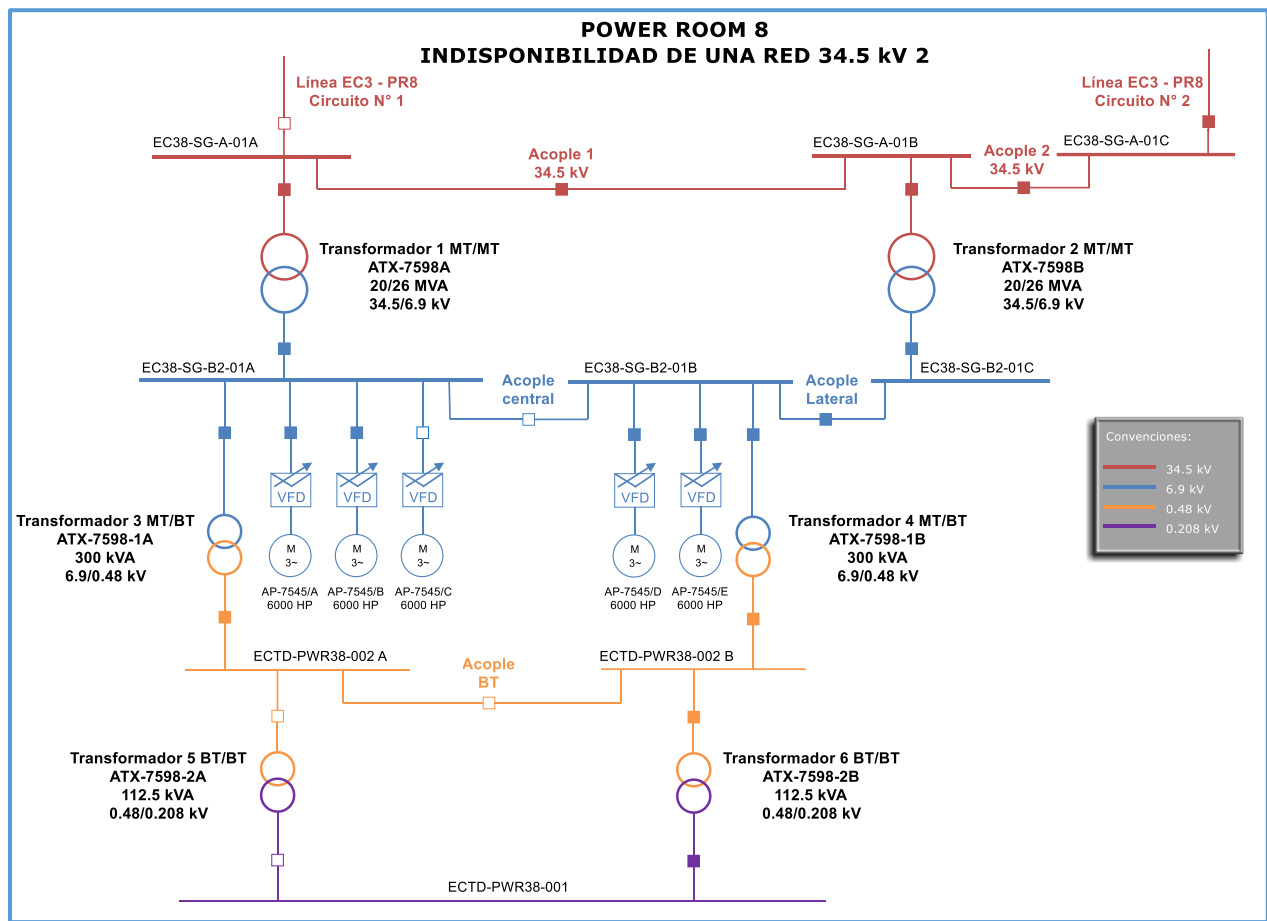 POWER ROOM 8
INDISPONIBILIDAD DE UNA RED 34.5 kV 2
Línea EC3 - PR8
Circuito N° 1
Línea EC3 - PR8
Circuito N° 2
EC38-SG-A-01A
EC38-SG-A-01B
EC38-SG-A-01C
Acople 1
34.5 kV
Acople 2
34.5 kV
Transformador 1 MT/MT
ATX-7598A
20/26 MVA
34.5/6.9 kV
Transformador 2 MT/MT
ATX-7598B
20/26 MVA
34.5/6.9 kV
EC38-SG-B2-01A
EC38-SG-B2-01B
EC38-SG-B2-01C
Acople
central
Acople
Lateral
Convenciones:
34.5 kV
6.9 kV
0.48 kV
0.208 kV
VFD
VFD
VFD
VFD
VFD
Transformador 3 MT/BT
ATX-7598-1A
300 kVA
6.9/0.48 kV
M
3~
M
3~
M
3~
M
3~
M
3~
AP-7545/A
6000 HP
AP-7545/B
6000 HP
AP-7545/C
6000 HP
AP-7545/D
6000 HP
AP-7545/E
6000 HP
Transformador 4 MT/BT
ATX-7598-1B
300 kVA
6.9/0.48 kV
ECTD-PWR38-002 A
ECTD-PWR38-002 B
Acople
BT
Transformador 5 BT/BT
ATX-7598-2A
112.5 kVA
0.48/0.208 kV
Transformador 6 BT/BT
ATX-7598-2B
112.5 kVA
0.48/0.208 kV
ECTD-PWR38-001